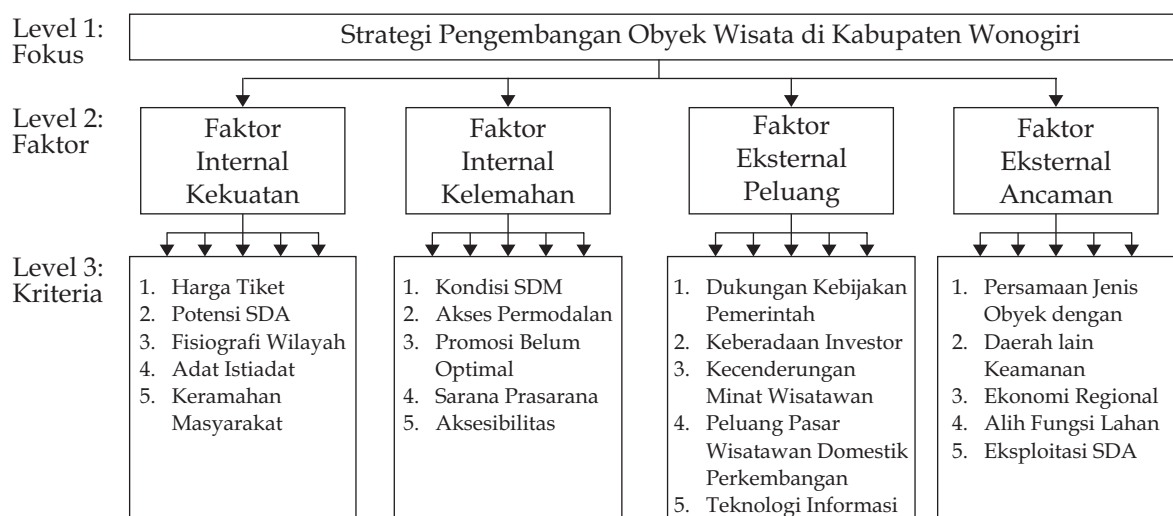 Level 1:
Fokus
Strategi Pengembangan Obyek Wisata di Kabupaten Wonogiri
Level 2:
Faktor
Faktor
Internal
Kekuatan
Faktor
Internal
Kelemahan
Faktor
Eksternal
Peluang
Faktor
Eksternal
Ancaman
Level 3:
Kriteria
1. Harga Tiket
2. Potensi SDA
3. Fisiografi Wilayah
4. Adat Istiadat
5. Keramahan
Masyarakat
1. Kondisi SDM
2. Akses Permodalan
3. Promosi Belum
Optimal
4. Sarana Prasarana
5. Aksesibilitas
1. Dukungan Kebijakan
Pemerintah
2. Keberadaan Investor
3. Kecenderungan
Minat Wisatawan
4. Peluang Pasar
Wisatawan Domestik
Perkembangan
5. Teknologi Informasi
1. Persamaan Jenis
Obyek dengan
2. Daerah lain
Keamanan
3. Ekonomi Regional
4. Alih Fungsi Lahan
5. Eksploitasi SDA